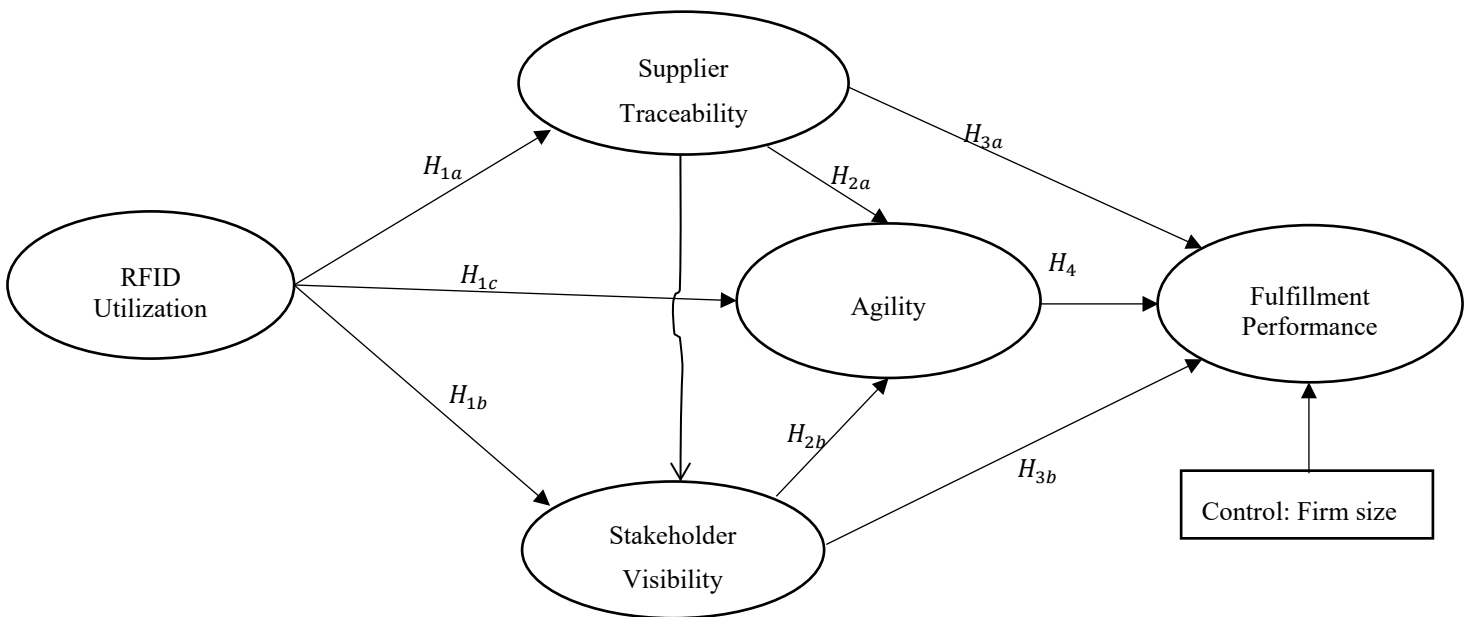 Supplier
Traceability
H₃ₐ
H₁ₐ
H₂ₐ
RFID
Utilization
H₁c
Agility
H₄
Fulfillment
Performance
H₁b
H₂b
H₃b
Control: Firm size
Stakeholder
Visibility